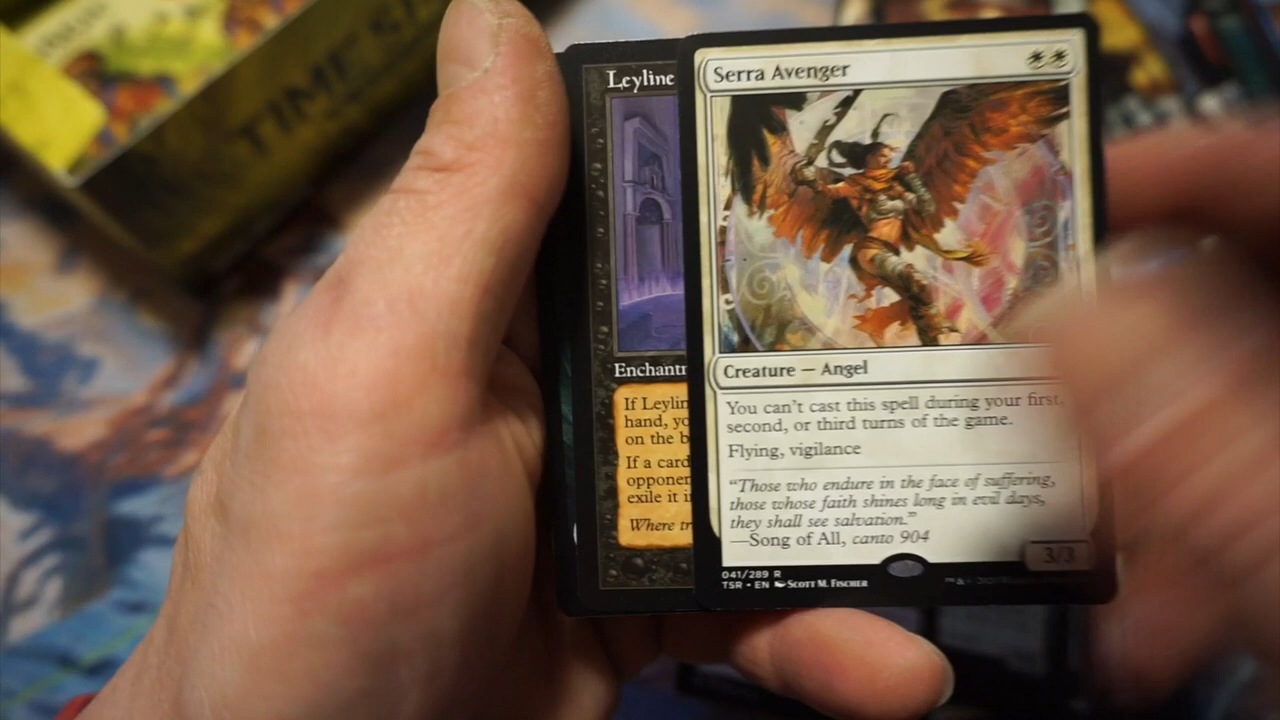 TIME S
Leyline
Enchant
If Leylin
hand, yo
on the b
If a card
opponen
exile it i
Where tr
Serra Avenger
Creature — Angel
You can't cast this spell during your first,
second, or third turns of the game.
Flying, vigilance
“Those who endure in the face of suffering,
those whose faith shines long in evil days,
they shall see salvation.”
—Song of All, canto 904
3/3
041/289 R
TSR • EN Scott M. Fischer